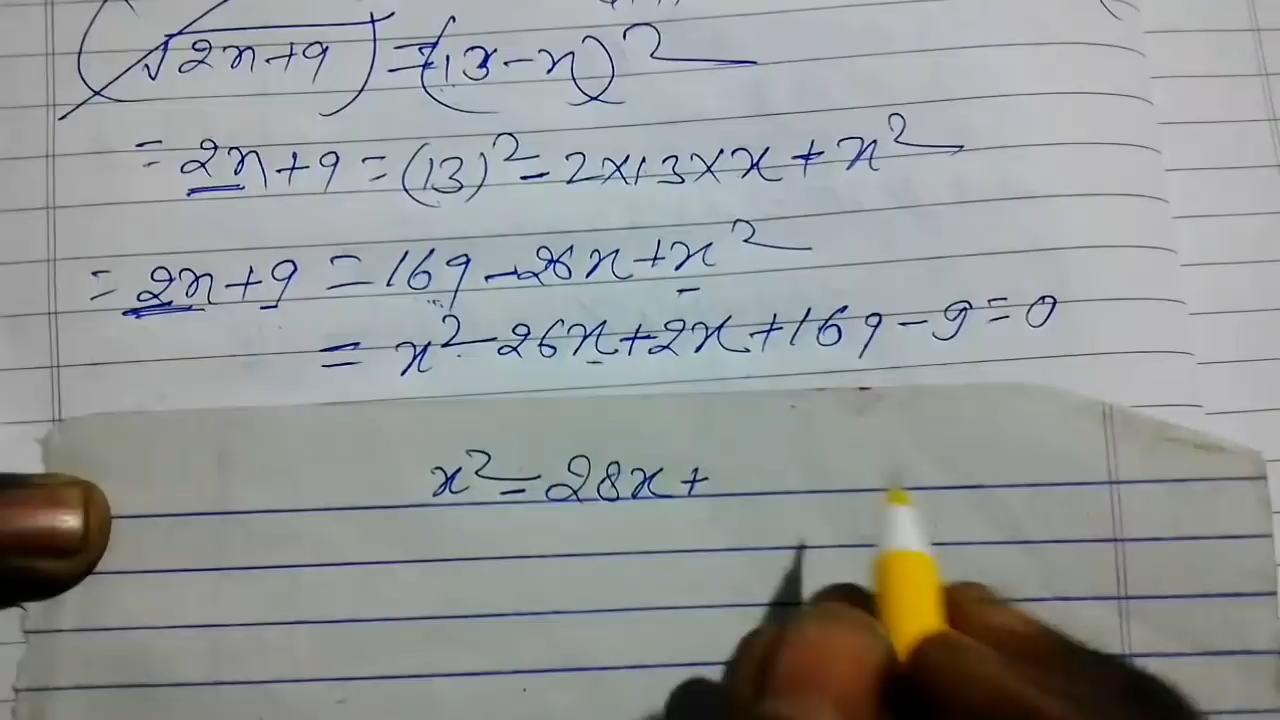 (√2x+9) = (13-x)²
= 2x+9 = (13)² - 2×13×x + x²
= 2x+9 = 169 - 26x + x²
= x² - 26x + 2x + 169 - 9 = 0
x² - 28x +